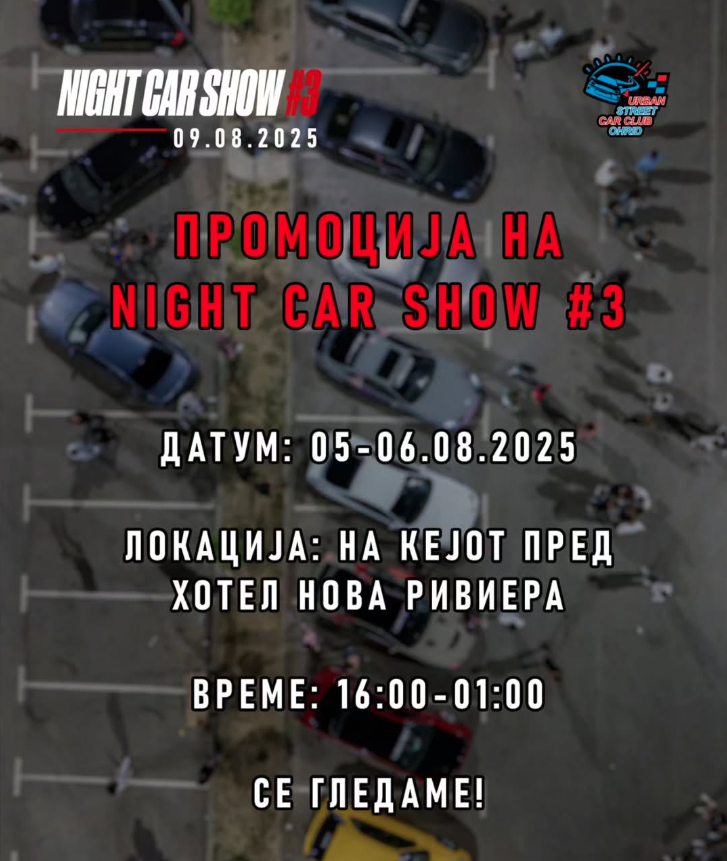 NIGHT CAR SHOW #3
09.08.2025
URBAN
STREET
CAR CLUB
OHRID
ПРОМОЦИЈА НА
NIGHT CAR SHOW #3
ДАТУМ: 05-06.08.2025
ЛОКАЦИЈА: НА КЕЈОТ ПРЕД
ХОТЕЛ НОВА РИВИЕРА
ВРЕМЕ: 16:00-01:00
СЕ ГЛЕДАМЕ!